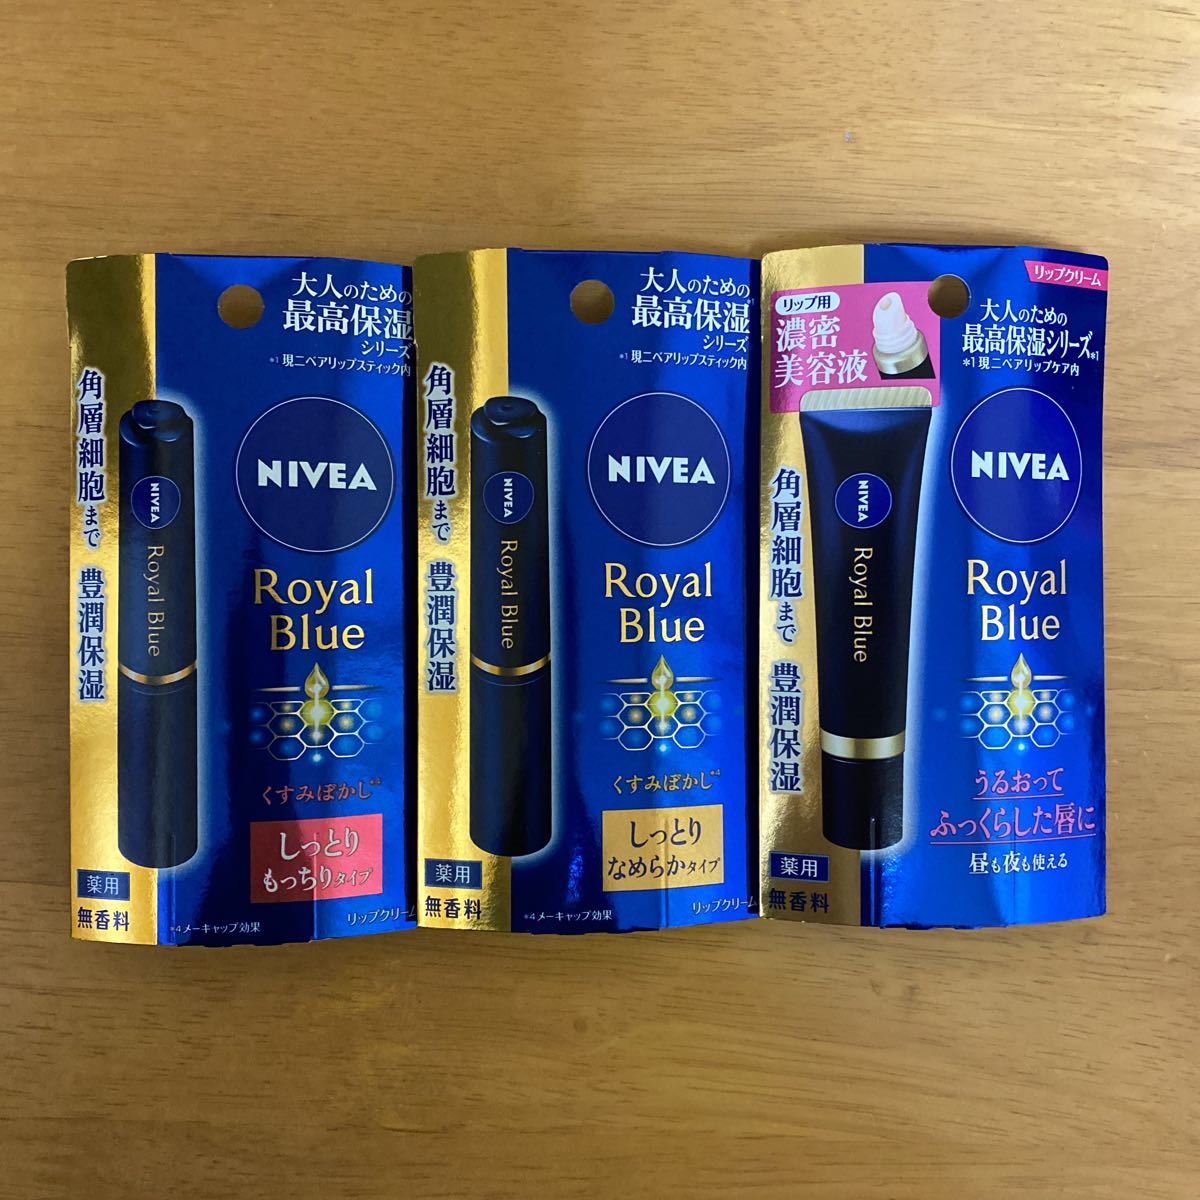 大人のための
最高保湿
シリーズ
*1 現ニベアリップスティック内
角層細胞まで 豊潤保湿
NIVEA
Royal Blue
NIVEA
Royal
Blue
くすみぼかし*4
しっとり
もっちりタイプ
薬用
無香料
*4メーキャップ効果
リップクリーム
大人のための
最高保湿*1
シリーズ
*1 現ニベアリップスティック内
角層細胞まで 豊潤保湿
NIVEA
Royal Blue
NIVEA
Royal
Blue
くすみぼかし*4
しっとり
なめらかタイプ
薬用
無香料
*4メーキャップ効果
リップクリーム
リップクリーム
リップ用
濃密
美容液
大人のための
最高保湿シリーズ*1
*1 現ニベアリップケア内
角層細胞まで 豊潤保湿
NIVEA
Royal Blue
NIVEA
Royal
Blue
うるおって
ふっくらした唇に
昼も夜も使える
薬用
無香料